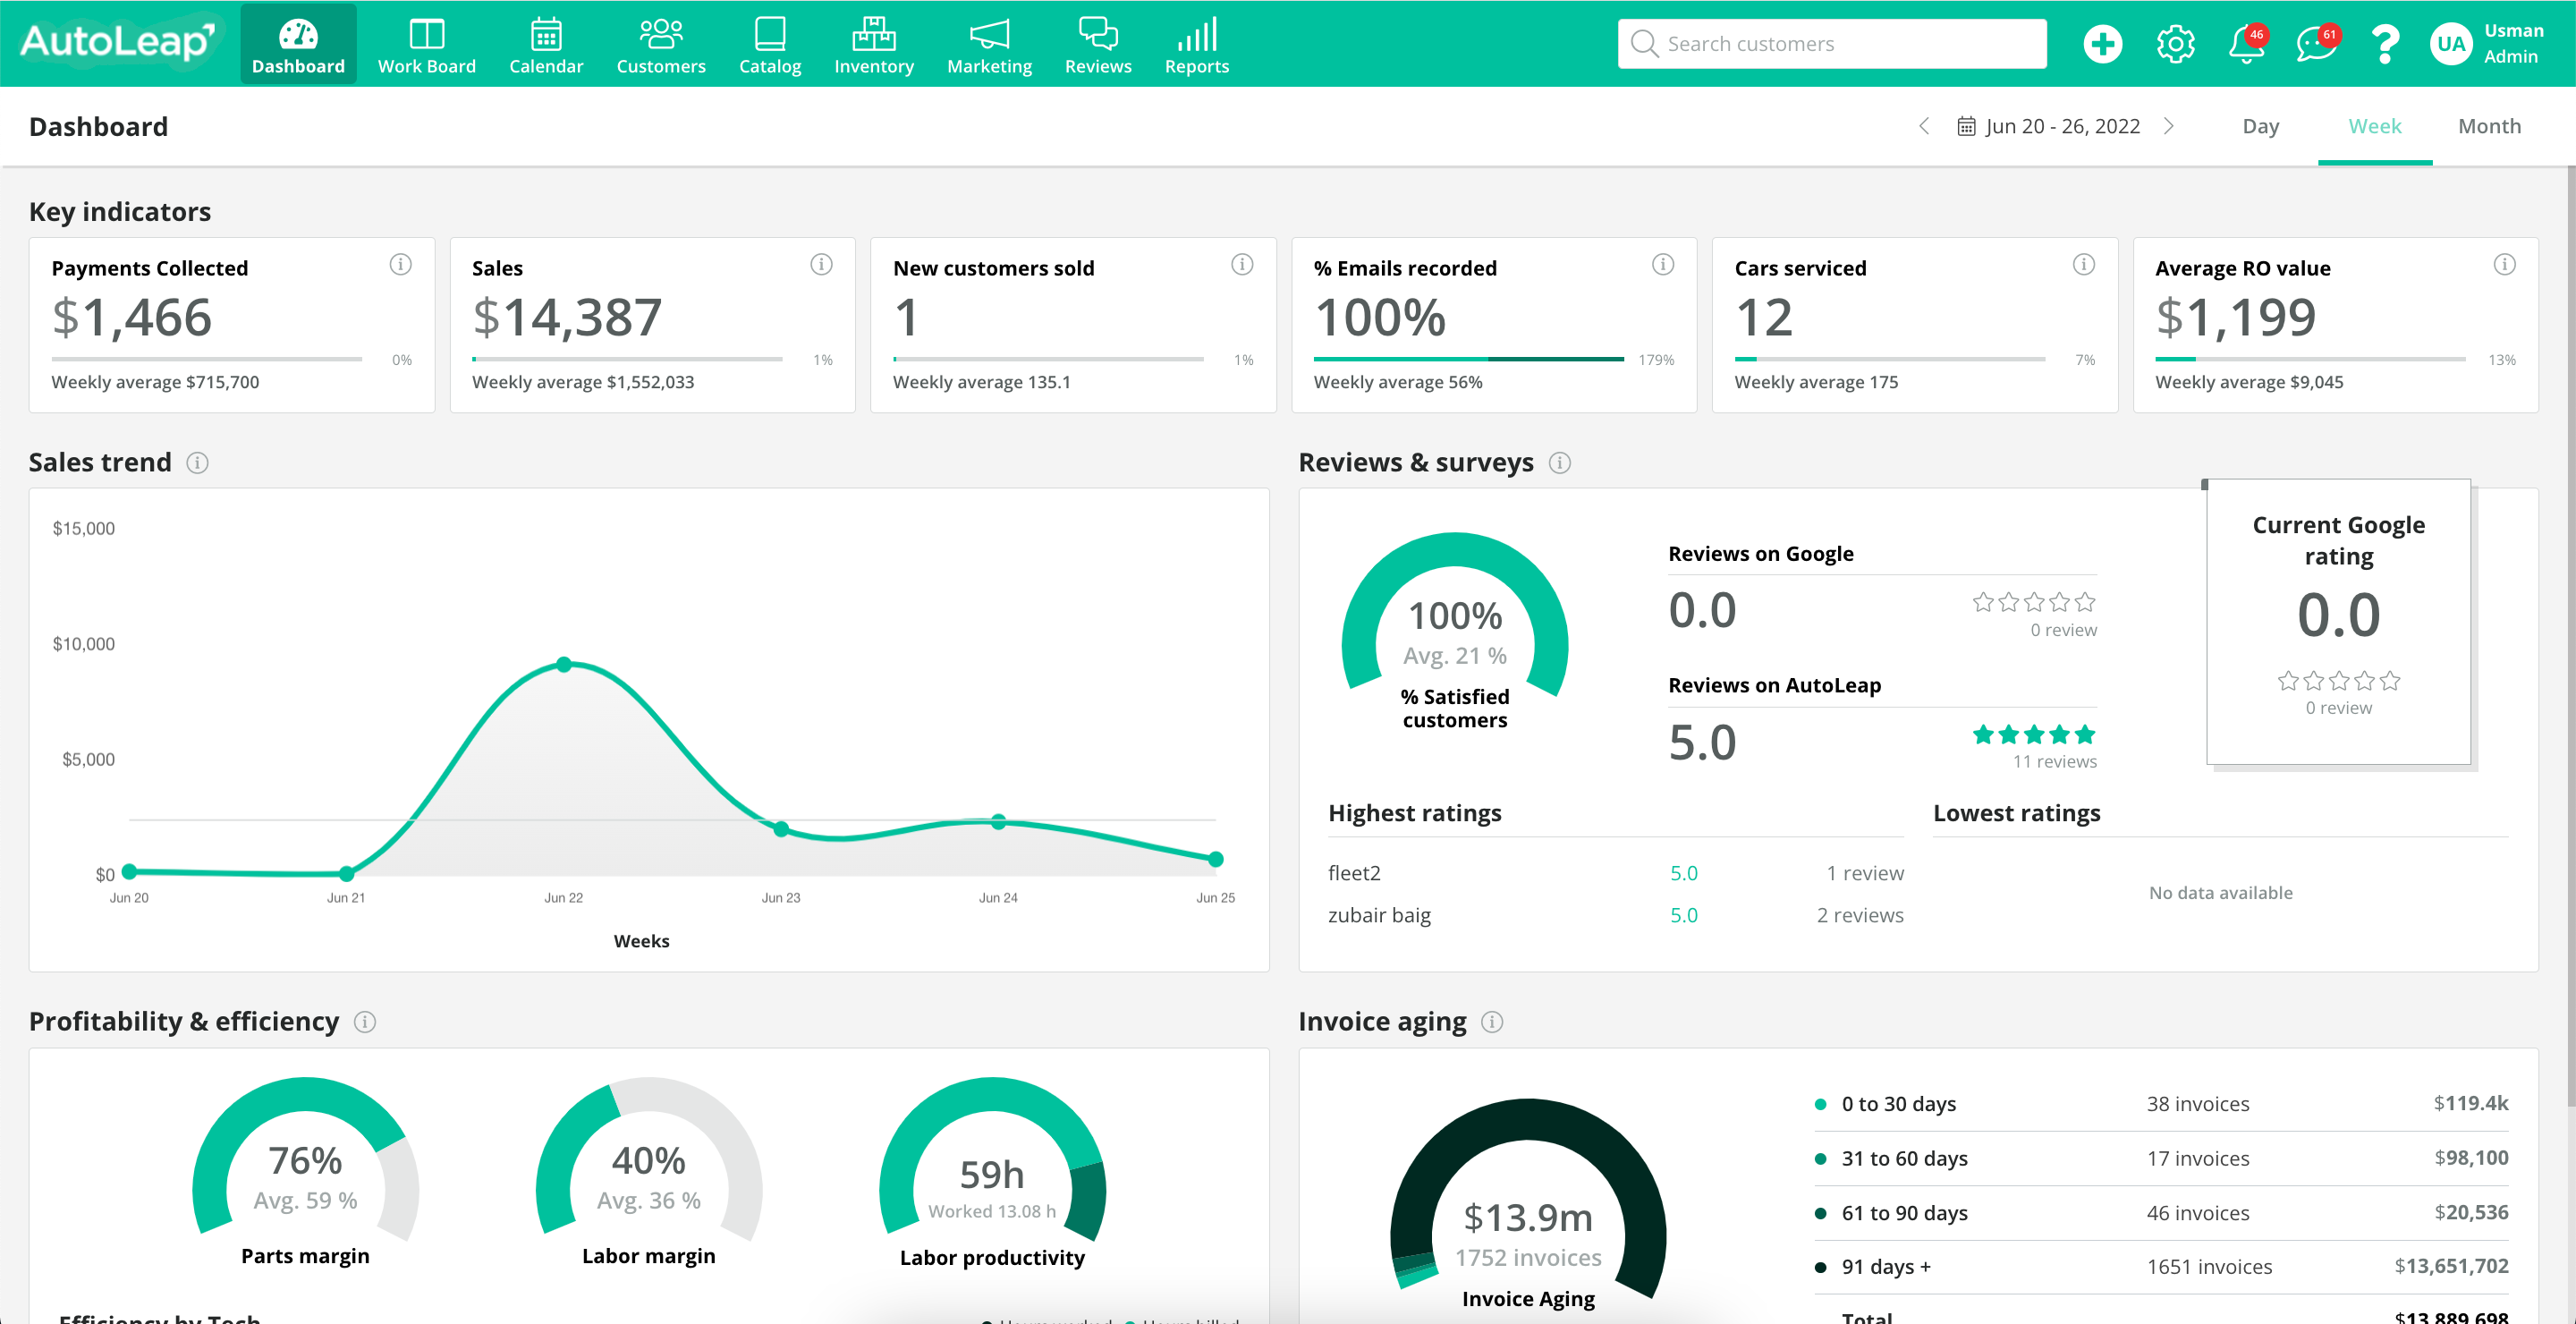 AutoLeap
Dashboard
Work Board
Calendar
Customers
Catalog
Inventory
Marketing
Reviews
Reports
Search customers
46
61
UA
Usman
Admin
Dashboard
Jun 20 - 26, 2022
Day
Week
Month
Key indicators
Payments Collected
$1,466
0%
Weekly average $715,700
Sales
$14,387
1%
Weekly average $1,552,033
New customers sold
1
1%
Weekly average 135.1
% Emails recorded
100%
179%
Weekly average 56%
Cars serviced
12
7%
Weekly average 175
Average RO value
$1,199
13%
Weekly average $9,045
Sales trend
$15,000
$10,000
$5,000
$0
Jun 20
Jun 21
Jun 22
Jun 23
Jun 24
Jun 25
Weeks
Reviews & surveys
100%
Avg. 21 %
% Satisfied
customers
Reviews on Google
0.0
0 review
Reviews on AutoLeap
5.0
11 reviews
Current Google
rating
0.0
0 review
Highest ratings
fleet2 5.0 1 review
zubair baig 5.0 2 reviews
Lowest ratings
No data available
Profitability & efficiency
76%
Avg. 59 %
Parts margin
40%
Avg. 36 %
Labor margin
59h
Worked 13.08 h
Labor productivity
Efficiency by Tech
Hours worked
Hours billed
Invoice aging
$13.9m
1752 invoices
Invoice Aging
0 to 30 days 38 invoices $119.4k
31 to 60 days 17 invoices $98,100
61 to 90 days 46 invoices $20,536
91 days + 1651 invoices $13,651,702
Total $13,889,698